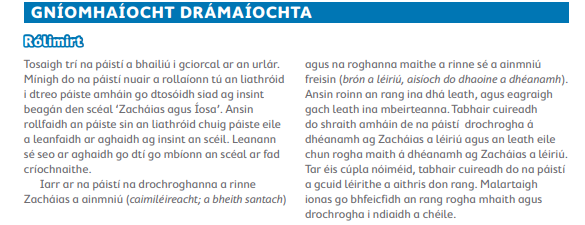 GNÍOMHAÍOCHT DRÁMAÍOCHTA
Rólimirt
Tosaigh trí na páistí a bhailiú i gciorcal ar an urlár.
Mínigh do na páistí nuair a rollaíonn tú an liathróid
i dtreo páiste amháin go dtosóidh siad ag insint
beagán den scéal ‘Zacháias agus Íosa’. Ansin
rollfaidh an páiste sin an liathróid chuig páiste eile
a leanfaidh ar aghaidh ag insint an scéil. Leanann
sé seo ar aghaidh go dtí go mbíonn an scéal ar fad
críochnaithe.
Iarr ar na páistí na drochroghanna a rinne
Zacháias a ainmniú (caimiléireacht; a bheith santach)
agus na roghanna maithe a rinne sé a ainmniú
freisin (brón a léiriú, aisíoch do dhaoine a dhéanamh).
Ansin roinn an rang ina dhá leath, agus eagraigh
gach leath ina mbeirteanna. Tabhair cuireadh
do shraith amháin de na páistí drochrogha á
dhéanamh ag Zacháias a léiriú agus an leath eile
chun rogha maith á dhéanamh ag Zacháias a léiriú.
Tar éis cúpla nóiméid, tabhair cuireadh do na páistí
a gcuid léirithe a aithris don rang. Malartaigh
ionas go bhfeicfidh an rang rogha mhaith agus
drochrogha i ndiaidh a chéile.